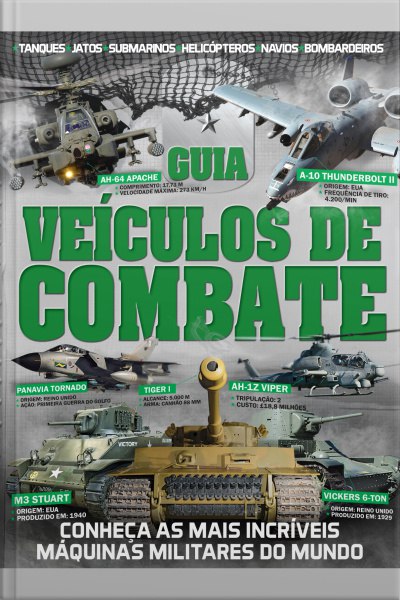 TANQUES JATOS SUBMARINOS HELICÓPTEROS NAVIOS BOMBARDEIROS
AH-64 APACHE
• COMPRIMENTO: 17,73 M
• VELOCIDADE MÁXIMA: 273 KM/H
GUIA
A-10 THUNDERBOLT II
• ORIGEM: EUA
• FREQUÊNCIA DE TIRO:
4.200/MIN
VEÍCULOS DE
COMBATE
PANAVIA TORNADO
• ORIGEM: REINO UNIDO
• AÇÃO: PRIMEIRA GUERRA DO GOLFO
TIGER I
• ALCANCE: 5.000 M
• ARMA: CANHÃO 88 MM
AH-1Z VIPER
• TRIPULAÇÃO: 2
• CUSTO: £18,8 MILHÕES
VICTORY
M3 STUART
ORIGEM: EUA
PRODUZIDO EM: 1940
VICKERS 6-TON
• ORIGEM: REINO UNIDO
• PRODUZIDO EM: 1929
CONHEÇA AS MAIS INCRÍVEIS
MÁQUINAS MILITARES DO MUNDO